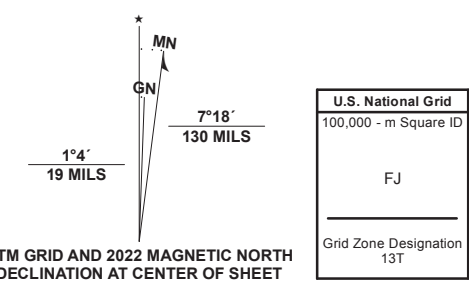 ★
MN
GN
7°18´
130 MILS
1°4´
19 MILS
TM GRID AND 2022 MAGNETIC NORTH
DECLINATION AT CENTER OF SHEET
U.S. National Grid
100,000 - m Square ID
FJ
Grid Zone Designation
13T